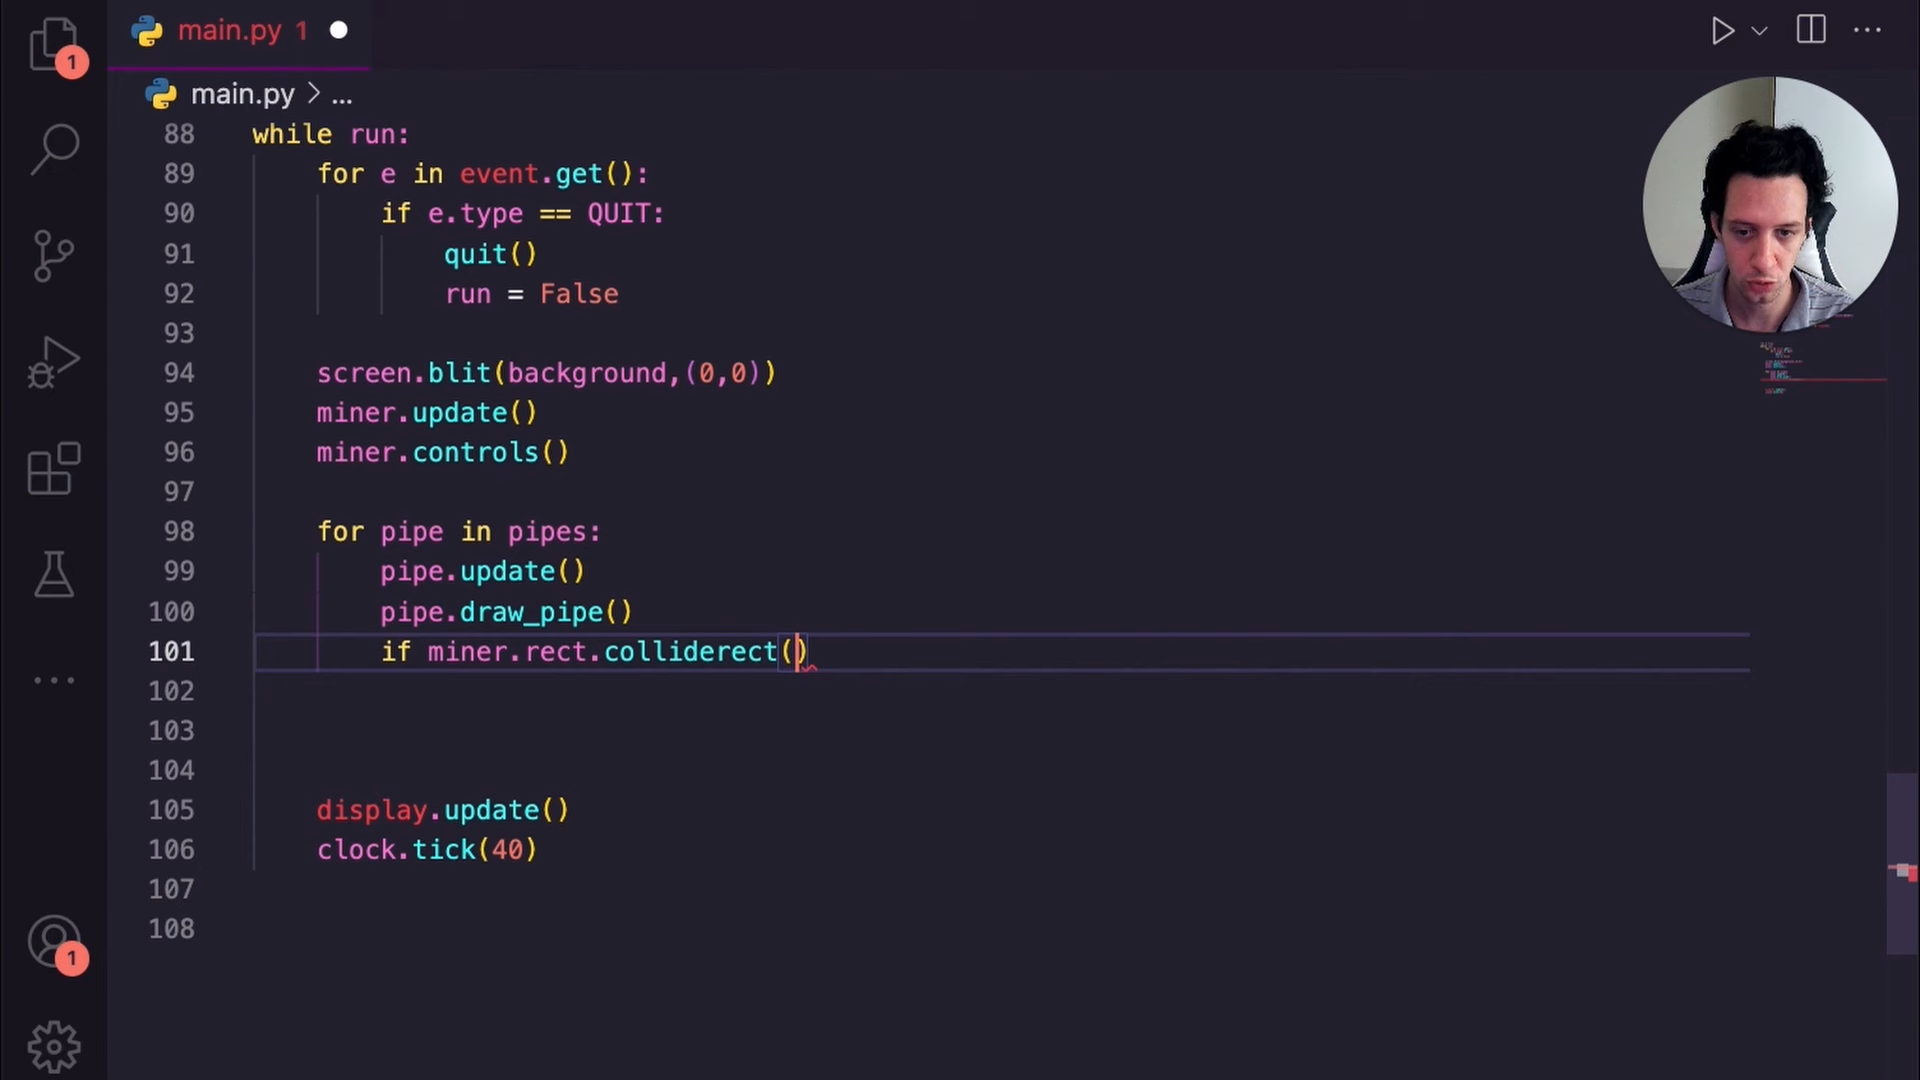 main.py 1
1
main.py > ...
88 while run:
89 for e in event.get():
90 if e.type == QUIT:
91 quit()
92 run = False
93
94 screen.blit(background,(0,0))
95 miner.update()
96 miner.controls()
97
98 for pipe in pipes:
99 pipe.update()
100 pipe.draw_pipe()
101 if miner.rect.colliderect()
102
103
104
105 display.update()
106 clock.tick(40)
107
108
1